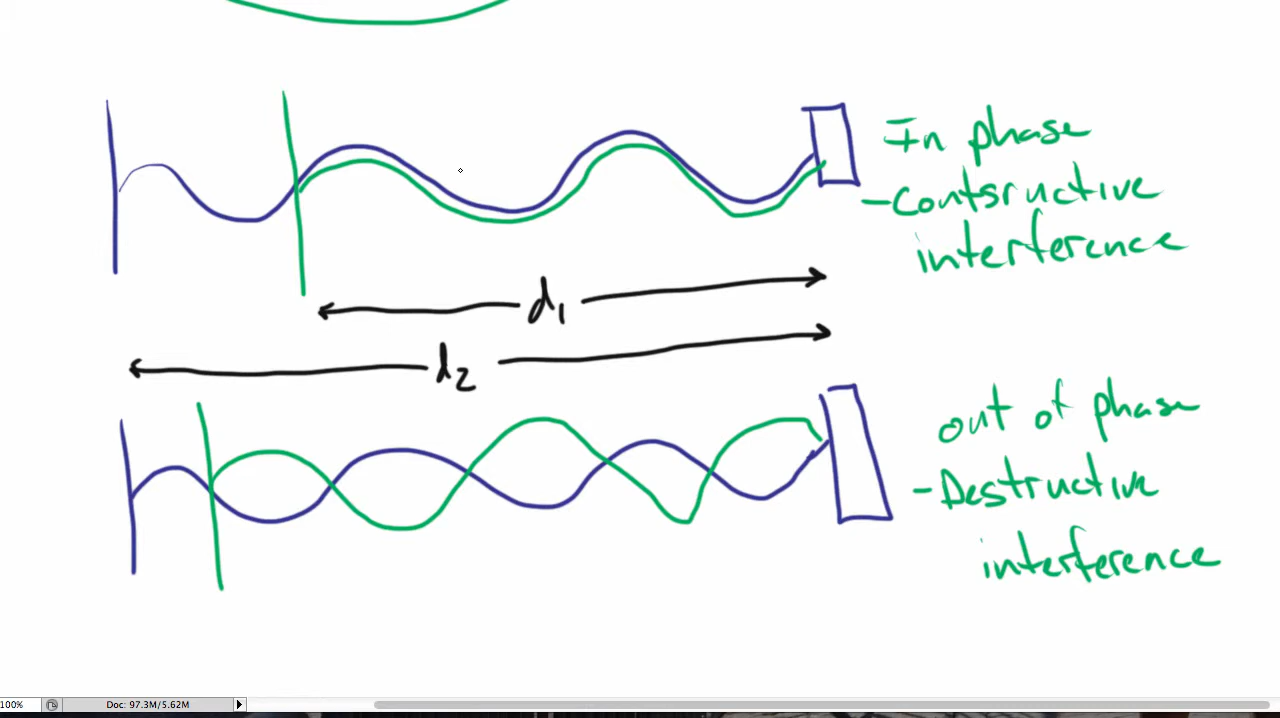 In phase
- Contsructive
interference
d1
d2
out of phase
- Destructive
interference
100%
Doc: 97.3M/5.62M